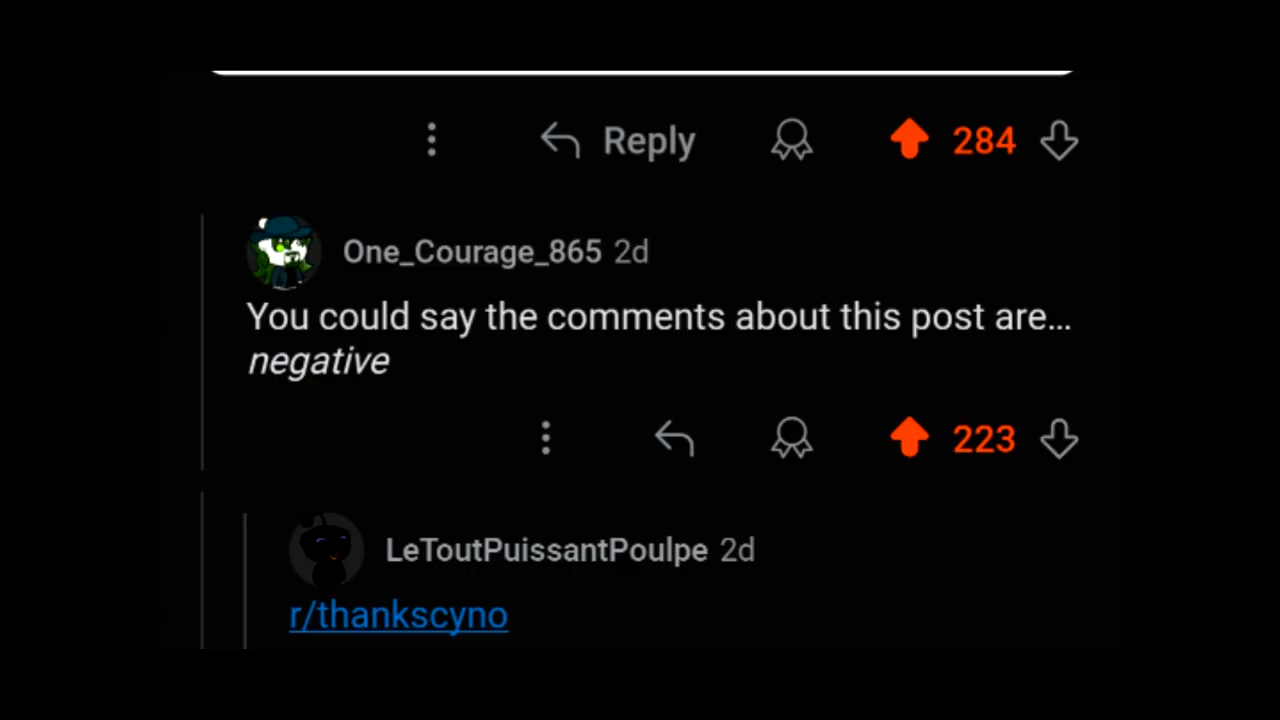 Reply 284
One_Courage_865 2d
You could say the comments about this post are...
negative
223
LeToutPuissantPoulpe 2d
r/thankscyno